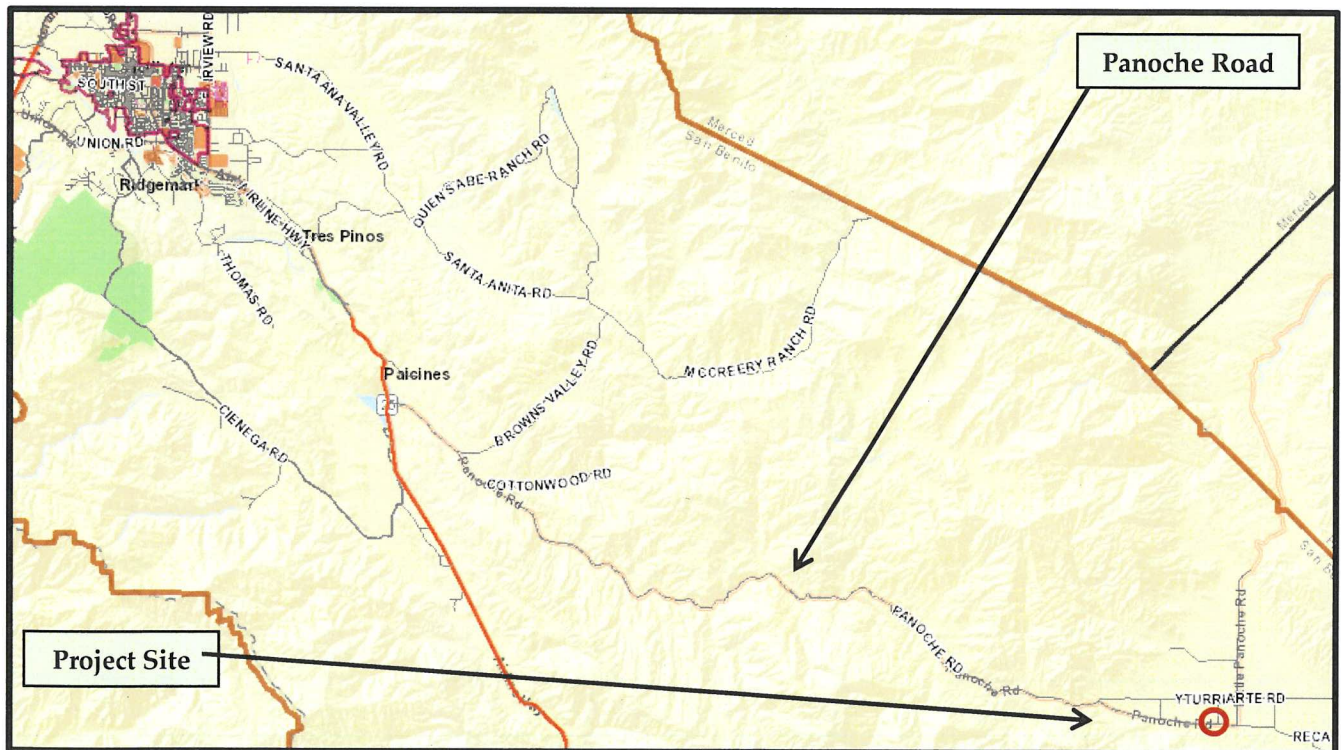 Panoche Road
SOUTH ST
SANTA ANA VALLEY RD
UNION RD
Ridgemark
AIRLINE HWY
Tres Pinos
THOMAS RD
QUIEN SABE RANCH RD
SANTA ANITA RD
Merced
San Benito
Merced
MCCREERY RANCH RD
Paicines
25
BROWNS VALLEY RD
CIENEGA RD
Panoche Rd
COTTONWOOD RD
Project Site
PANOCHE RD
Panoche Rd
Little Panoche Rd
YTURRIARTE RD
Panoche Rd
RECA